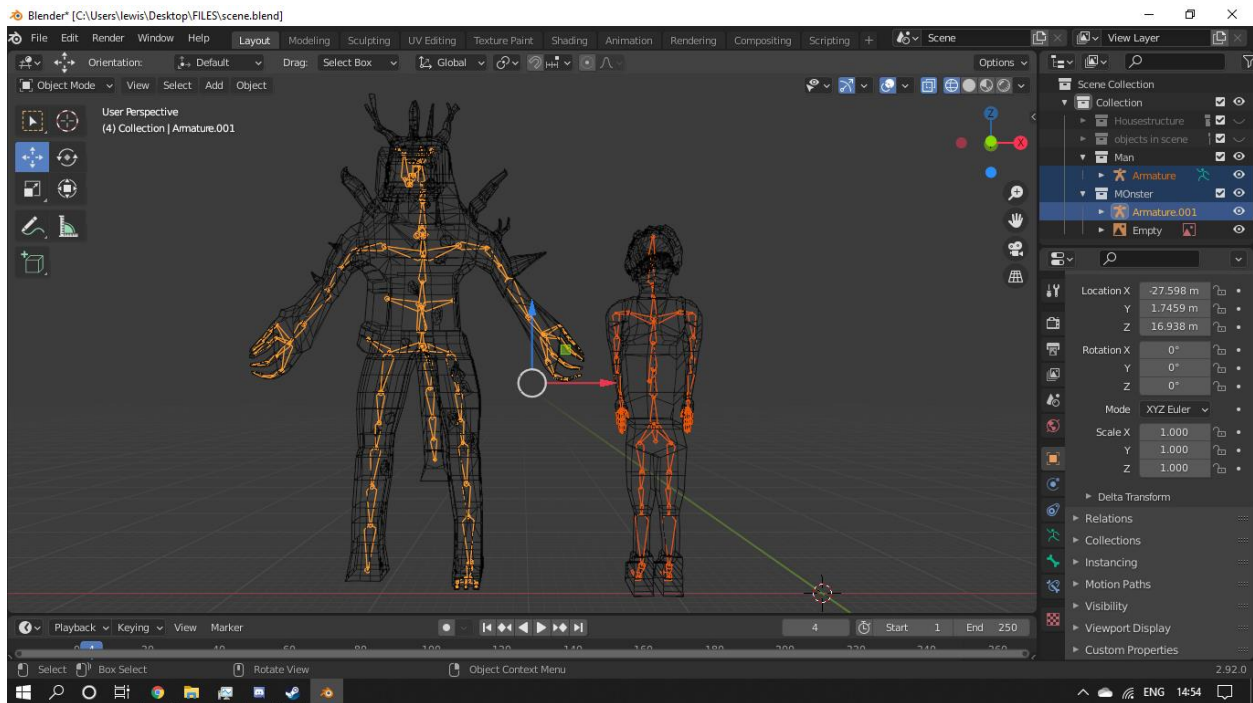 Blender* [C:\Users\lewis\Desktop\FILES\scene.blend]
File Edit Render Window Help Layout Modeling Sculpting UV Editing Texture Paint Shading Animation Rendering Compositing Scripting + Scene View Layer
Orientation: Default Drag: Select Box Global Options
Object Mode View Select Add Object
User Perspective
(4) Collection | Armature.001
Z
X
Scene Collection
Collection
Housestructure
objects in scene
Man
Armature
MOnster
Armature.001
Empty
Location X -27.598 m
Y 1.7459 m
Z 16.938 m
Rotation X 0°
Y 0°
Z 0°
Mode XYZ Euler
Scale X 1.000
Y 1.000
Z 1.000
Delta Transform
Relations
Collections
Instancing
Motion Paths
Visibility
Viewport Display
Custom Properties
Playback Keying View Marker 4 Start 1 End 250
Select Box Select Rotate View Object Context Menu 2.92.0
ENG 14:54